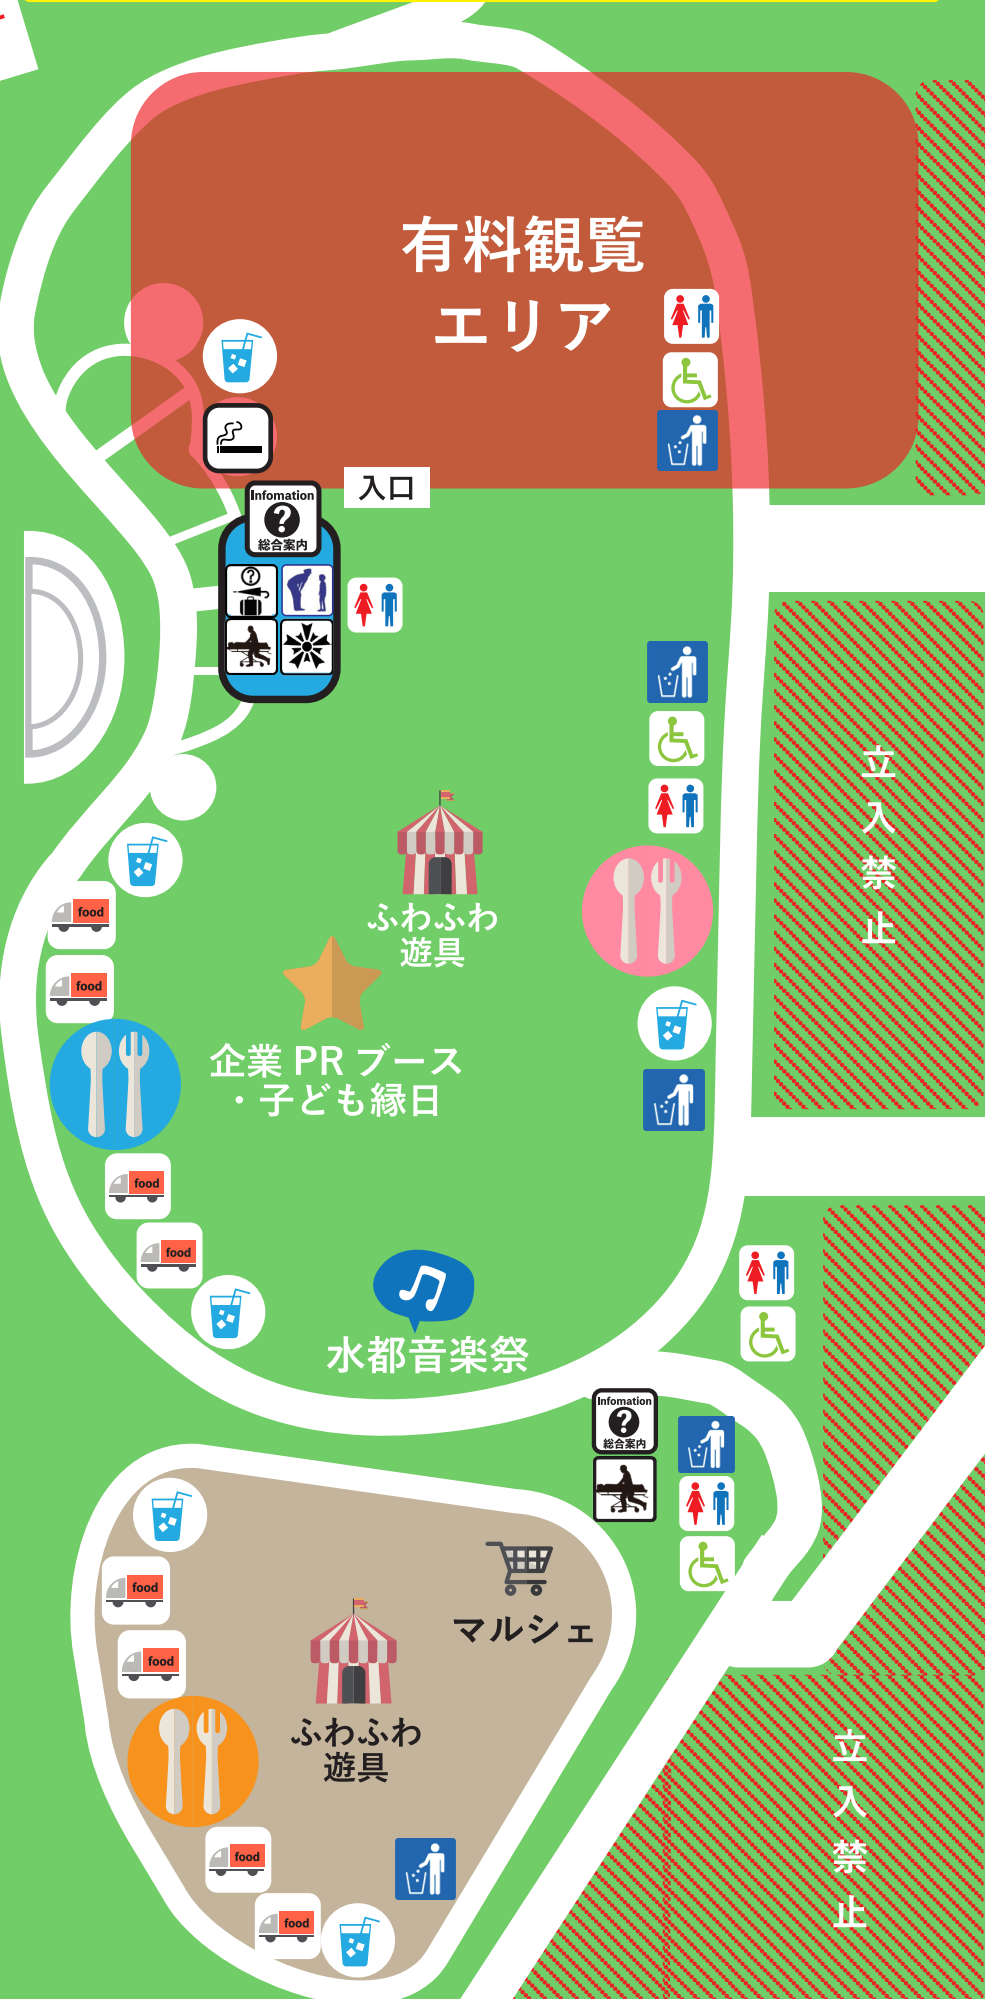 有料観覧
エリア
入口
Infomation
総合案内
立入禁止
ふわふわ
遊具
food
food
企業 PR ブース
・子ども縁日
food
food
水都音楽祭
Infomation
総合案内
マルシェ
food
food
ふわふわ
遊具
立入禁止
food
food